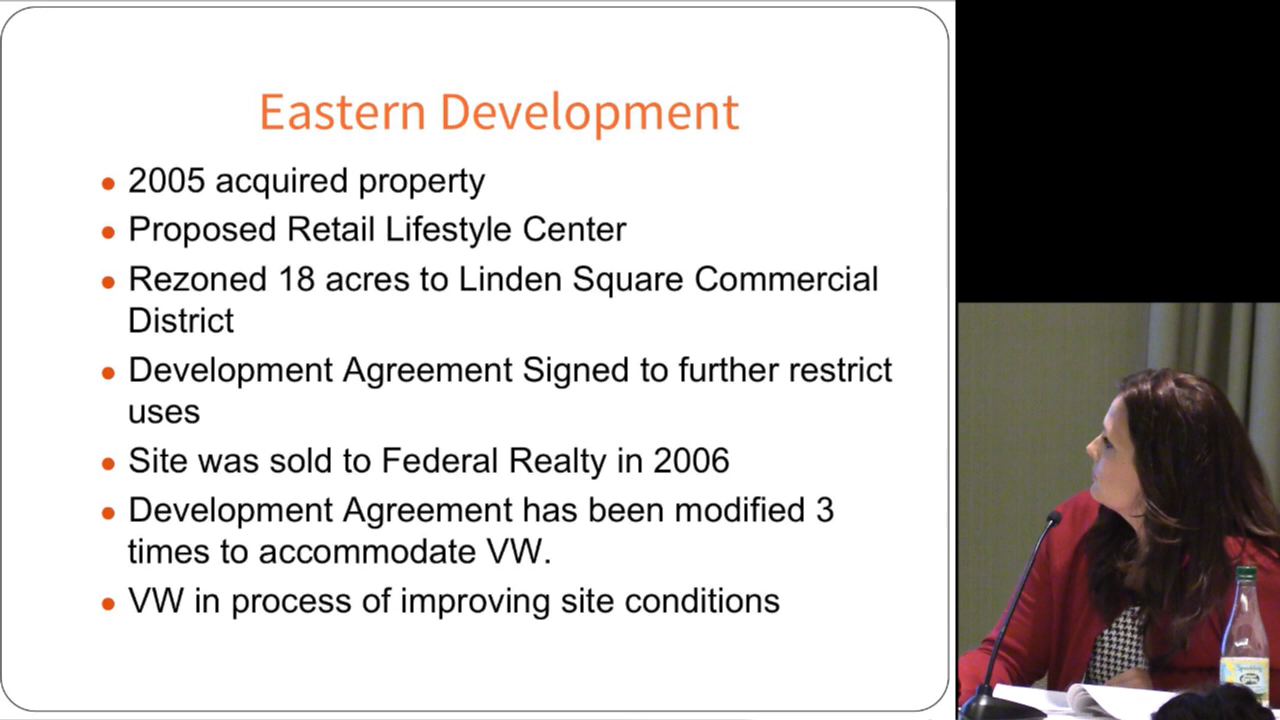 Eastern Development
• 2005 acquired property
• Proposed Retail Lifestyle Center
• Rezoned 18 acres to Linden Square Commercial
District
• Development Agreement Signed to further restrict
uses
• Site was sold to Federal Realty in 2006
• Development Agreement has been modified 3
times to accommodate VW.
• VW in process of improving site conditions